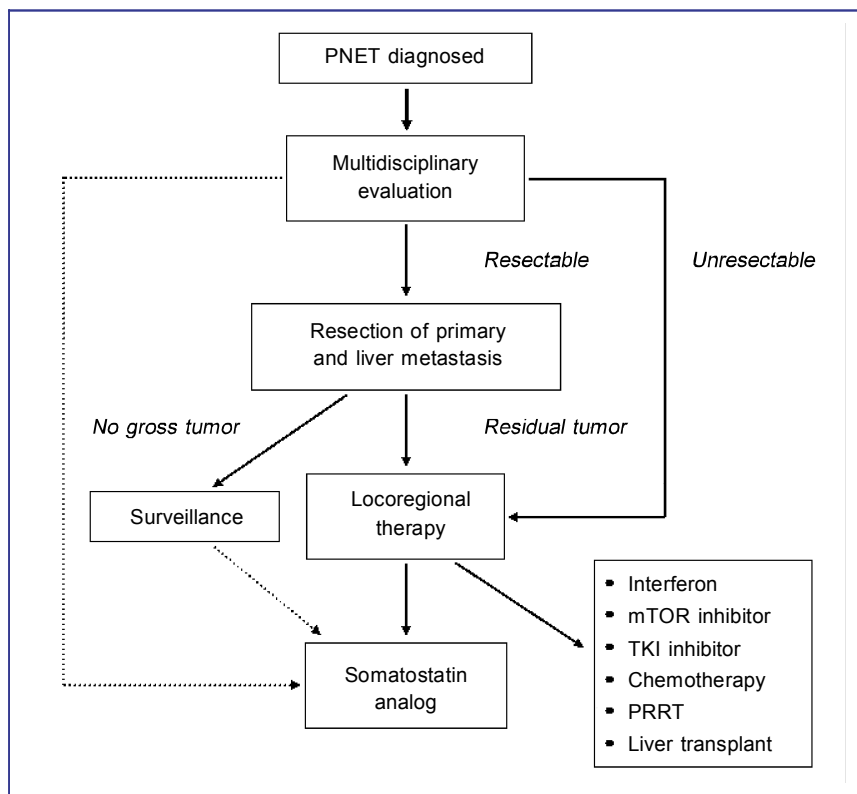 PNET diagnosed
Multidisciplinary
evaluation
Resectable
Unresectable
Resection of primary
and liver metastasis
No gross tumor
Residual tumor
Surveillance
Locoregional
therapy
Somatostatin
analog
• Interferon
• mTOR inhibitor
• TKI inhibitor
• Chemotherapy
• PRRT
• Liver transplant